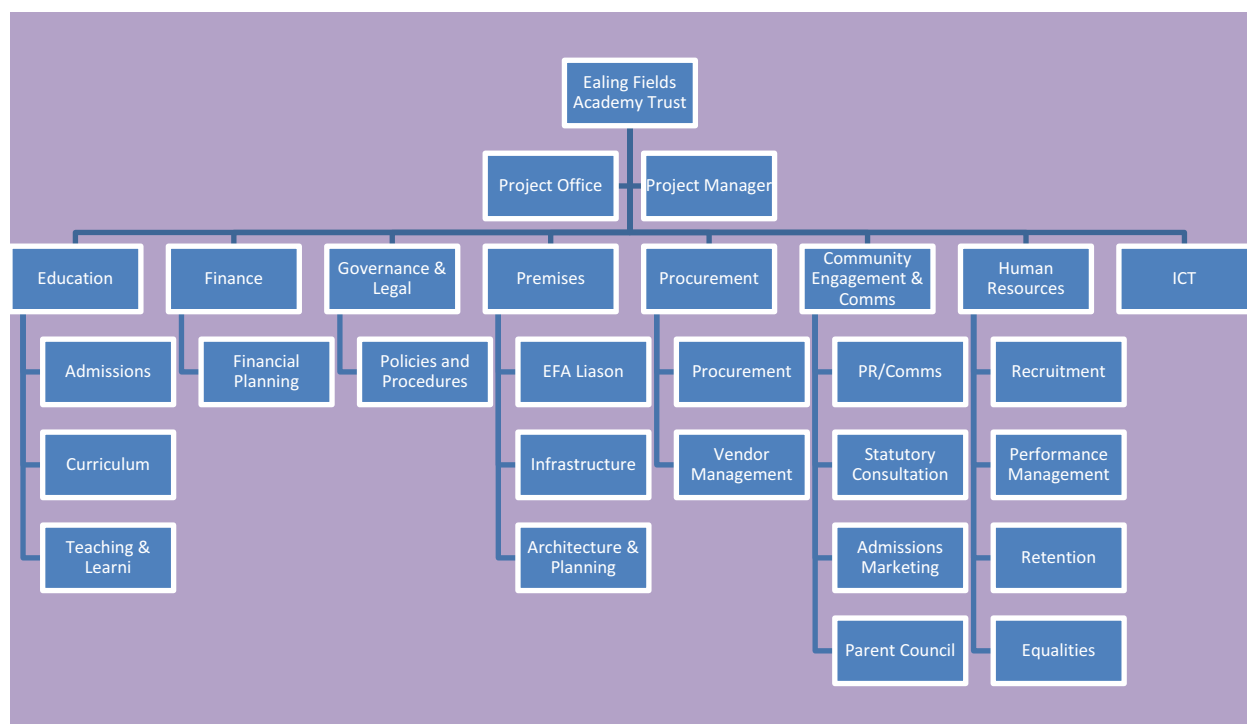 Ealing Fields
Academy Trust
Project Office
Project Manager
Education
Finance
Governance &
Legal
Premises
Procurement
Community
Engagement &
Comms
Human
Resources
ICT
Admissions
Financial
Planning
Policies and
Procedures
EFA Liason
Procurement
PR/Comms
Recruitment
Curriculum
Infrastructure
Vendor
Management
Statutory
Consultation
Performance
Management
Teaching &
Learni
Architecture &
Planning
Admissions
Marketing
Retention
Parent Council
Equalities